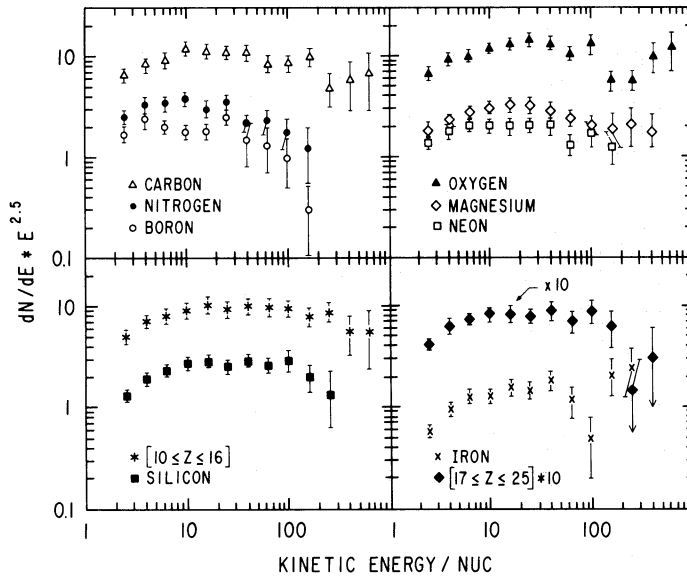 10
1
0.1
△ CARBON
● NITROGEN
○ BORON
▲ OXYGEN
◇ MAGNESIUM
□ NEON
dN/dE * E^2.5
10
1
0.1
* [10 ≤ Z ≤ 16]
■ SILICON
x 10
x IRON
◆ [17 ≤ Z ≤ 25]*10
1 10 100 1 10 100 1000
KINETIC ENERGY / NUC